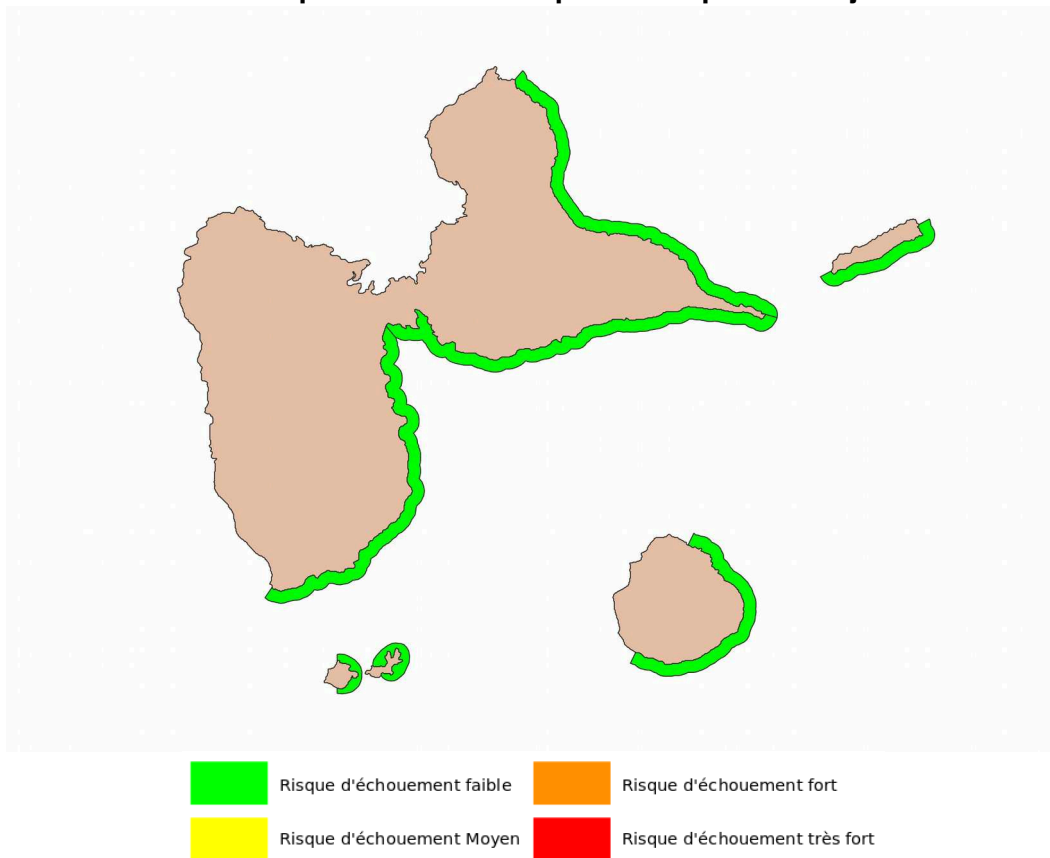 Risque d'échouement faible
Risque d'échouement fort
Risque d'échouement Moyen
Risque d'échouement très fort